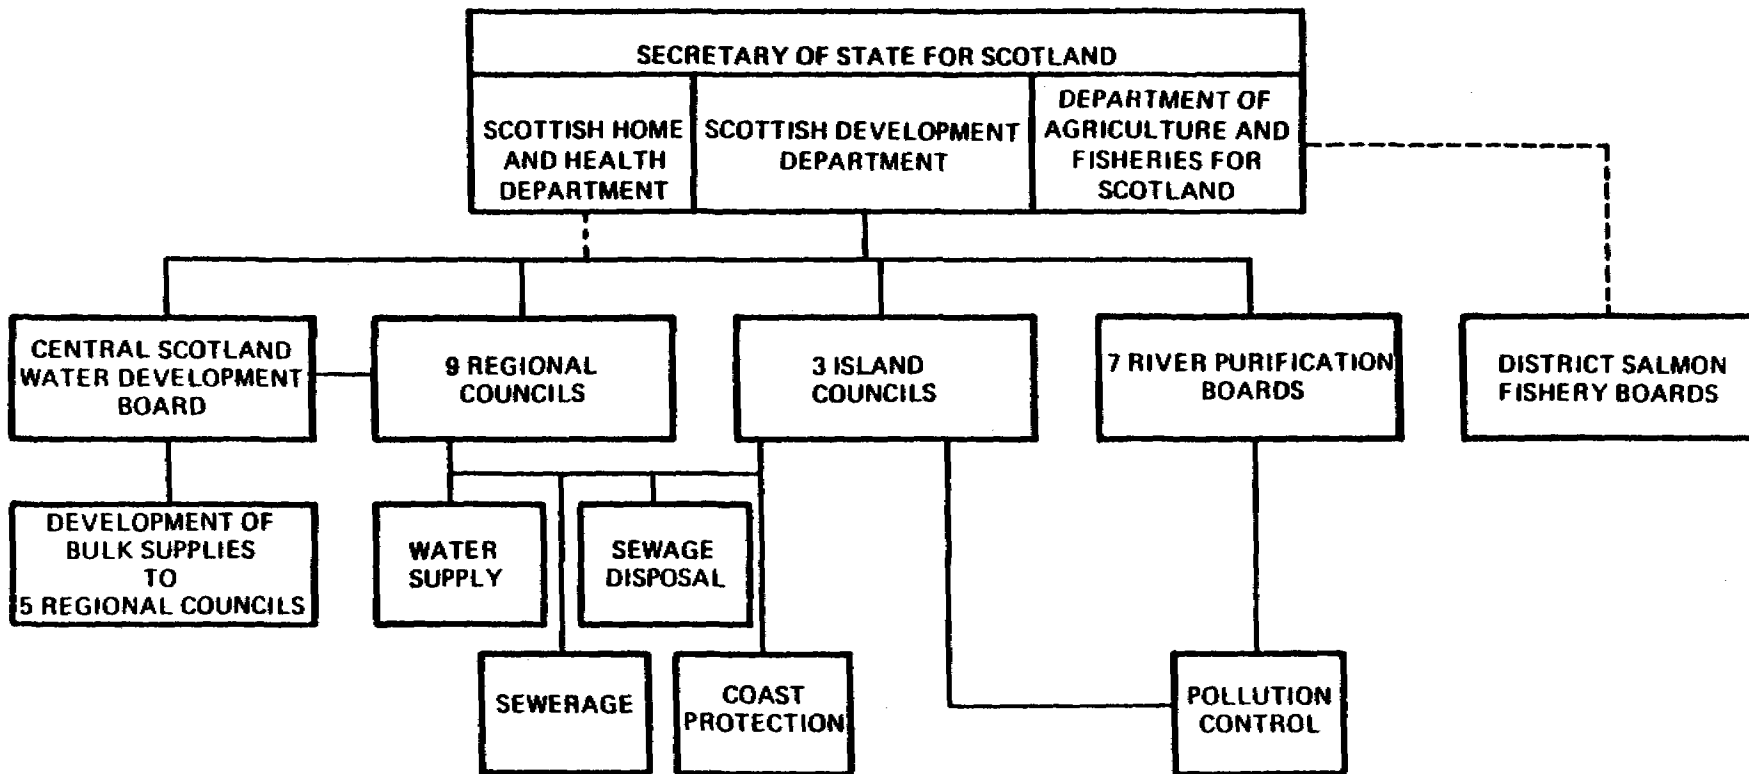 SECRETARY OF STATE FOR SCOTLAND
SCOTTISH HOME
AND HEALTH
DEPARTMENT
SCOTTISH DEVELOPMENT
DEPARTMENT
DEPARTMENT OF
AGRICULTURE AND
FISHERIES FOR
SCOTLAND
CENTRAL SCOTLAND
WATER DEVELOPMENT
BOARD
9 REGIONAL
COUNCILS
3 ISLAND
COUNCILS
7 RIVER PURIFICATION
BOARDS
DISTRICT SALMON
FISHERY BOARDS
DEVELOPMENT OF
BULK SUPPLIES
TO
5 REGIONAL COUNCILS
WATER
SUPPLY
SEWAGE
DISPOSAL
SEWERAGE
COAST
PROTECTION
POLLUTION
CONTROL